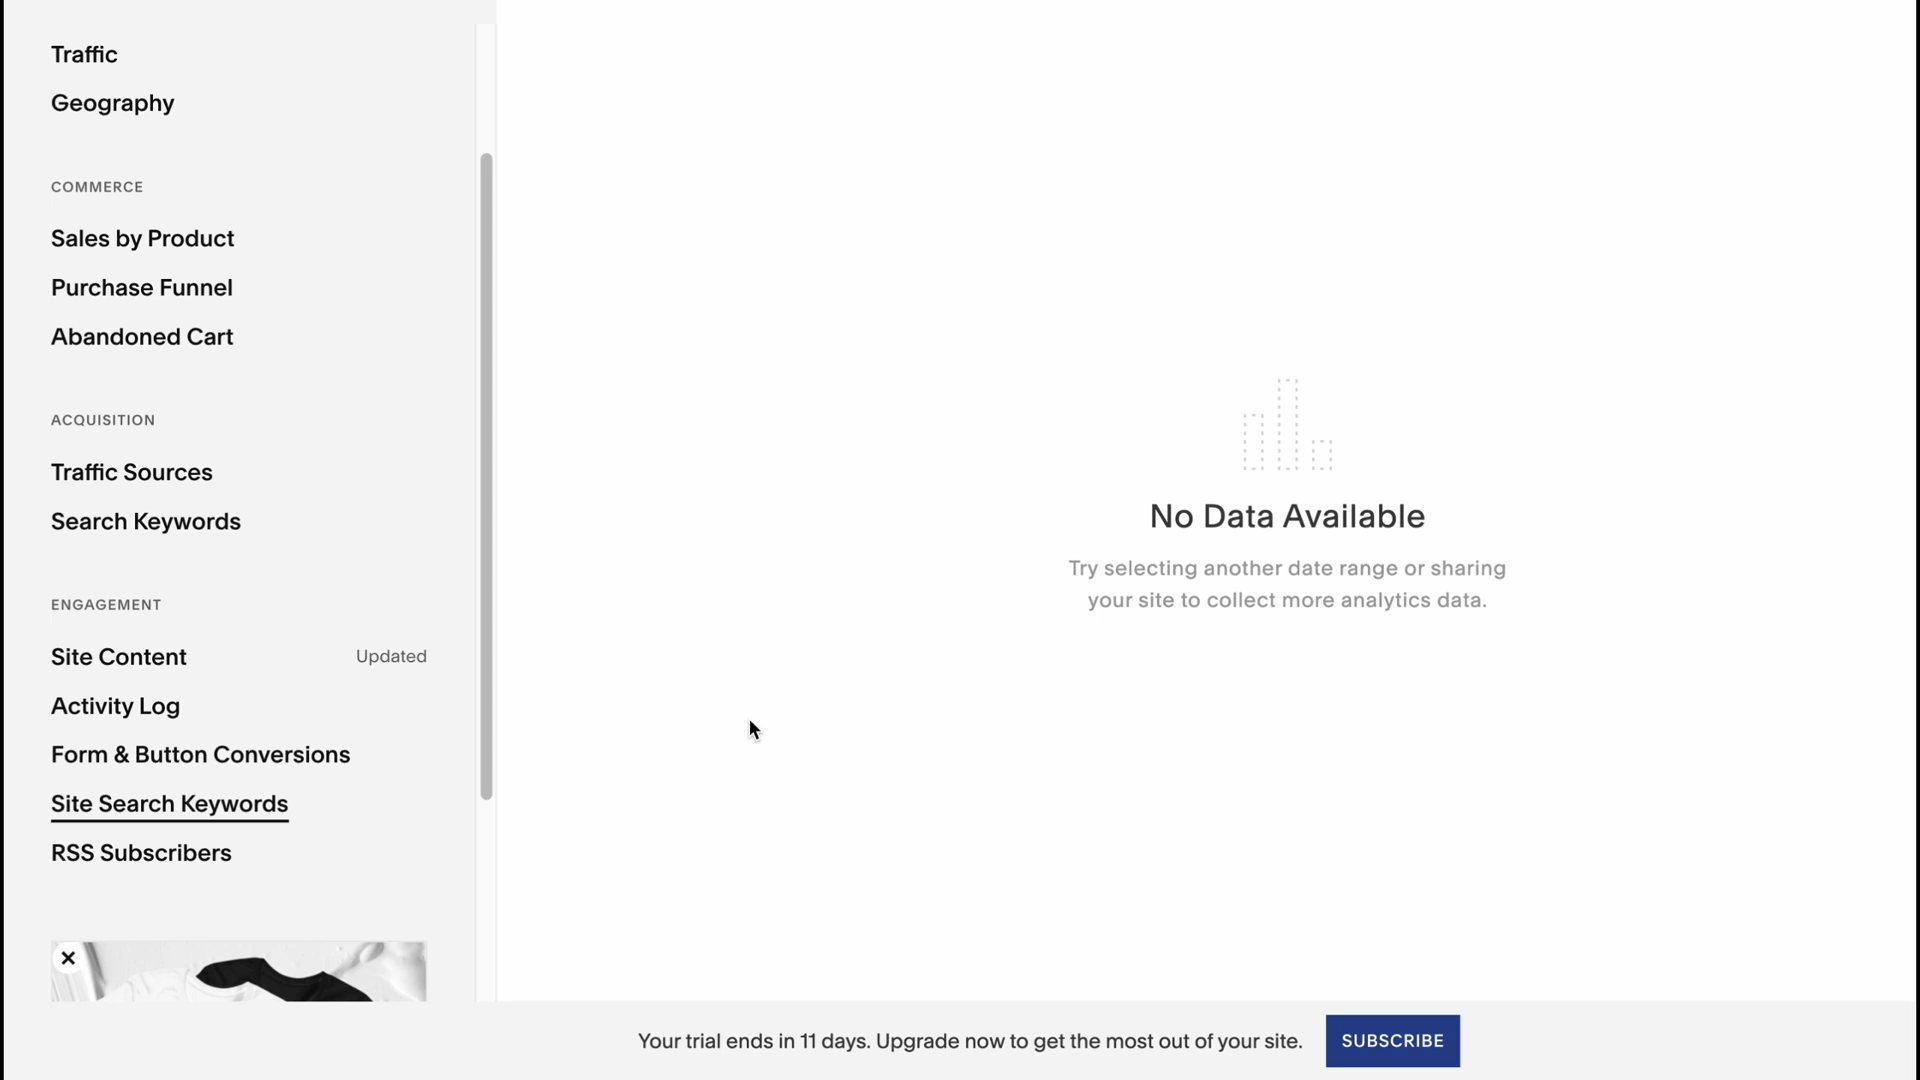 Traffic
Geography
COMMERCE
Sales by Product
Purchase Funnel
Abandoned Cart
ACQUISITION
Traffic Sources
Search Keywords
ENGAGEMENT
Site Content
Updated
Activity Log
Form & Button Conversions
Site Search Keywords
RSS Subscribers
No Data Available
Try selecting another date range or sharing
your site to collect more analytics data.
Your trial ends in 11 days. Upgrade now to get the most out of your site.
SUBSCRIBE